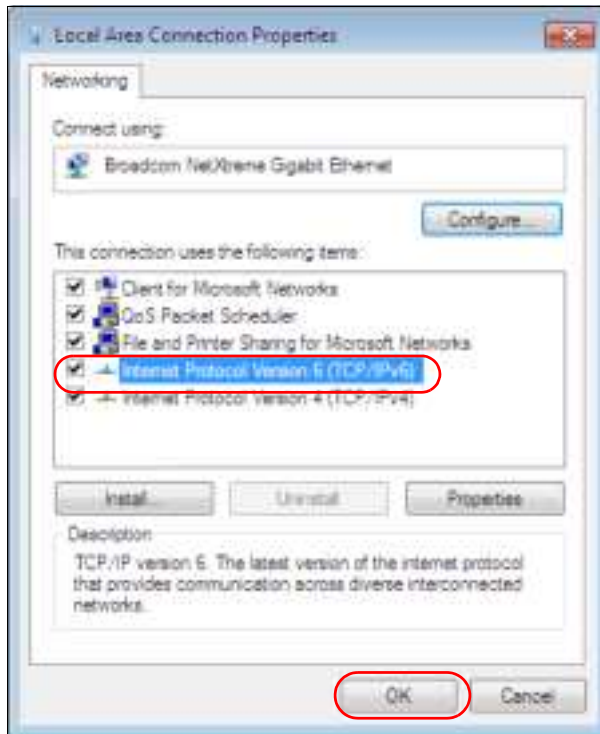 Local Area Connection Properties
Networking
Connect using:
Broadcom NetXtreme Gigabit Ethernet
Configure...
This connection uses the following items:
Client for Microsoft Networks
QoS Packet Scheduler
File and Printer Sharing for Microsoft Networks
Internet Protocol Version 6 (TCP/IPv6)
Internet Protocol Version 4 (TCP/IPv4)
Install...
Uninstall
Properties
Description
TCP/IP version 6. The latest version of the internet protocol
that provides communication across diverse interconnected
networks.
OK
Cancel